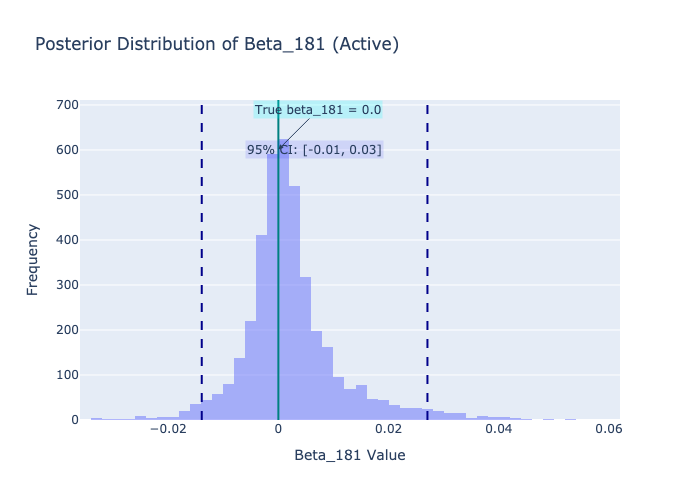 Posterior Distribution of Beta_181 (Active)
700
True beta_181 = 0.0
600
95% CI: [-0.01, 0.03]
500
400
Frequency
300
200
100
0
−0.02
0
0.02
0.04
0.06
Beta_181 Value